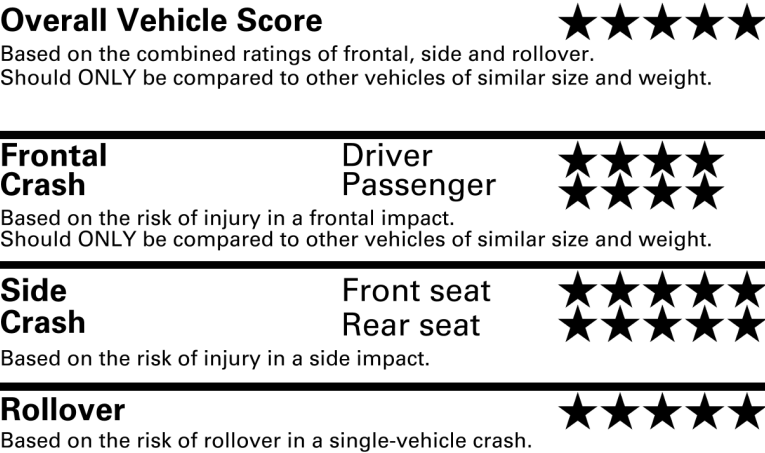 Overall Vehicle Score ★★★★★
Based on the combined ratings of frontal, side and rollover.
Should ONLY be compared to other vehicles of similar size and weight.
Frontal Driver ★★★★
Crash Passenger ★★★★
Based on the risk of injury in a frontal impact.
Should ONLY be compared to other vehicles of similar size and weight.
Side Front seat ★★★★★
Crash Rear seat ★★★★★
Based on the risk of injury in a side impact.
Rollover ★★★★★
Based on the risk of rollover in a single-vehicle crash.